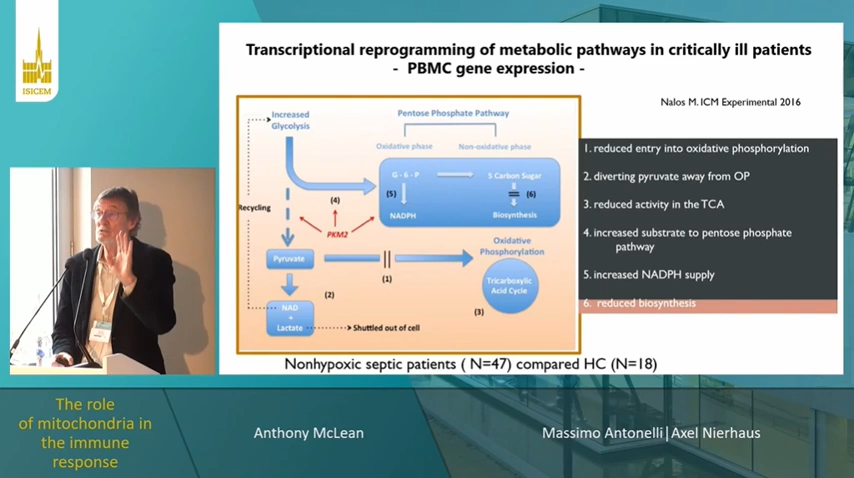 ISICEM
Transcriptional reprogramming of metabolic pathways in critically ill patients
- PBMC gene expression -
Nalos M. ICM Experimental 2016
Increased
Glycolysis
Pentose Phosphate Pathway
Oxidative phase
Non-oxidative phase
G - 6 - P
5 Carbon Sugar
(5)
(6)
NADPH
Biosynthesis
(4)
Recycling
PKM2
Oxidative
Phosphorylation
Pyruvate
(1)
Tricarboxylic
Acid Cycle
(2)
(3)
NAD
+
Lactate
Shuttled out of cell
1. reduced entry into oxidative phosphorylation
2. diverting pyruvate away from OP
3. reduced activity in the TCA
4. increased substrate to pentose phosphate
pathway
5. increased NADPH supply
6. reduced biosynthesis
Nonhypoxic septic patients ( N=47) compared HC (N=18)
The role
of mitochondria in
the immune
response
Anthony McLean
Massimo Antonelli|Axel Nierhaus